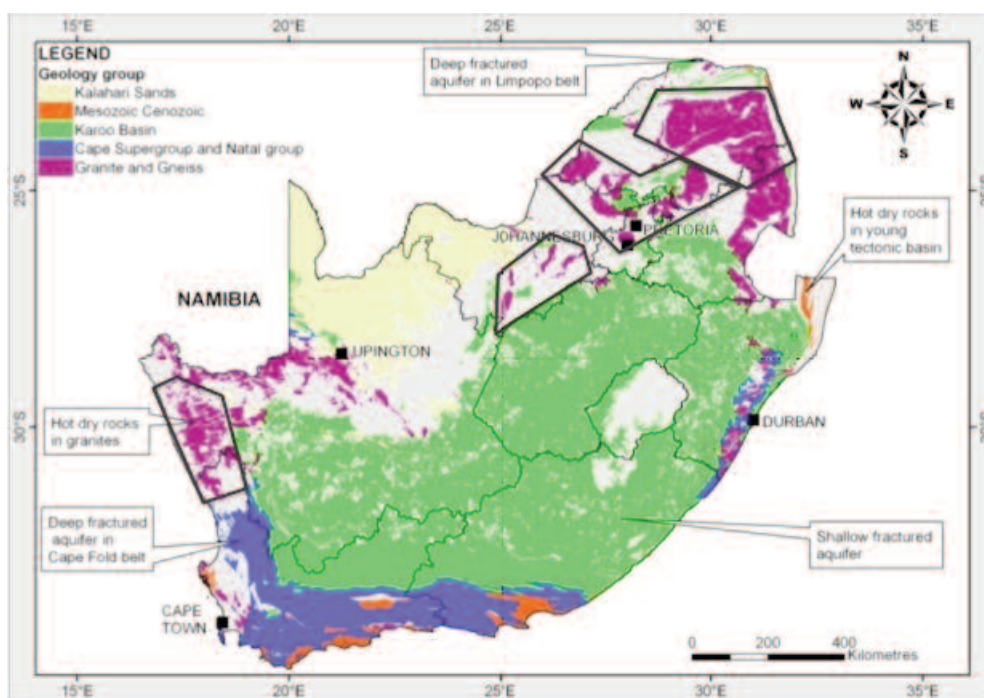 15°E 20°E 25°E 30°E 35°E
LEGEND
Geology group
Kalahari Sands
Mesozoic Cenozoic
Karoo Basin
Cape Supergroup and Natal group
Granite and Gneiss
Deep fractured
aquifer in Limpopo belt
N
W E
S
25°S
JOHANNESBURG
PRETORIA
Hot dry rocks
in young
tectonic basin
NAMIBIA
UPINGTON
Hot dry rocks
in granites
30°S
DURBAN
Deep fractured
aquifer in
Cape Fold belt
Shallow fractured
aquifer
CAPE
TOWN
0 100 200 400
Kilometres
15°E 20°E 25°E 30°E 35°E